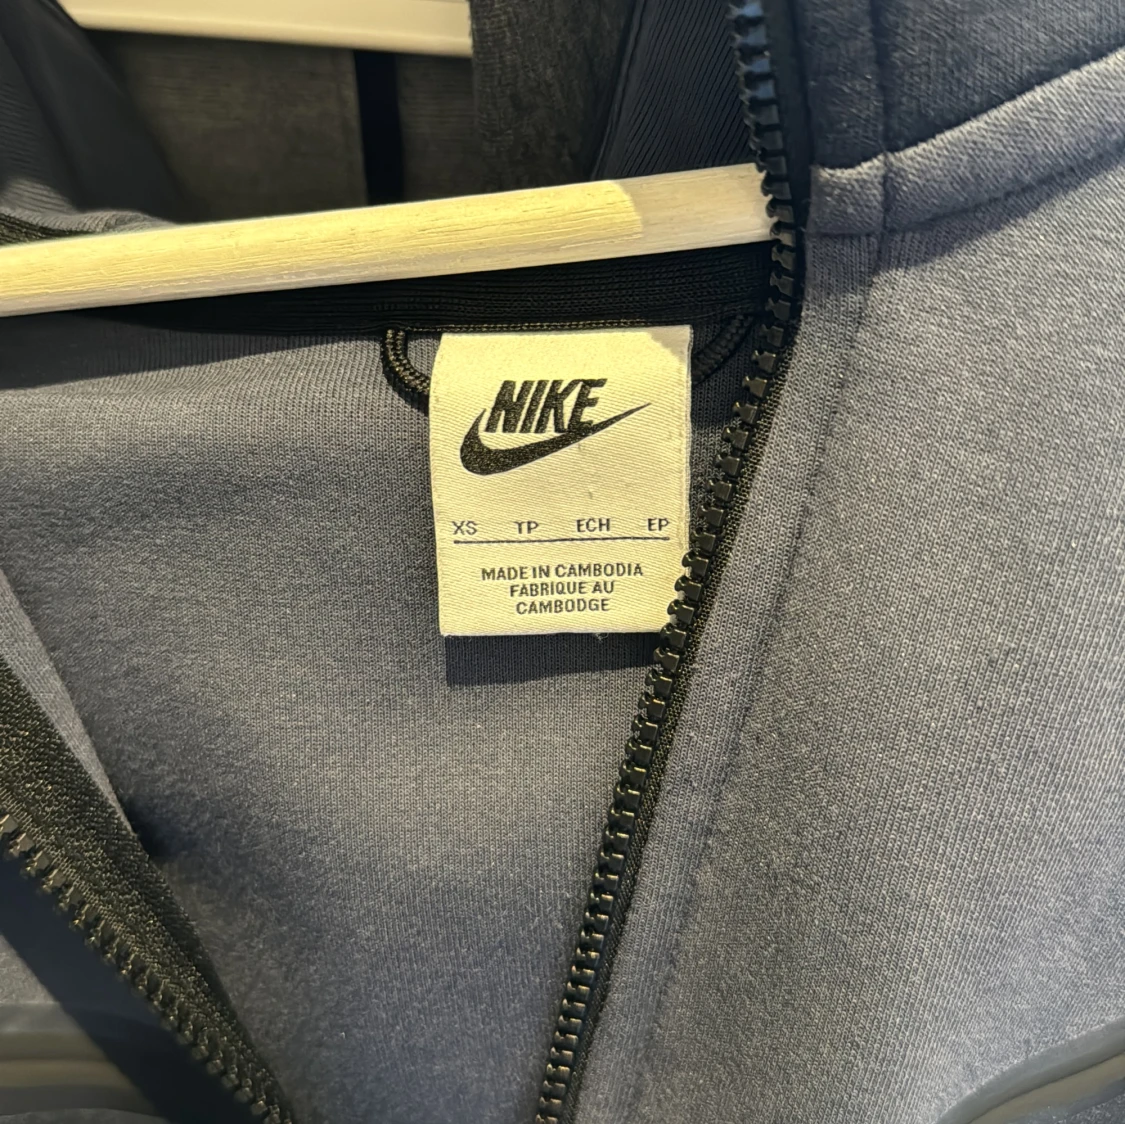 NIKE
XS TP ECH EP
MADE IN CAMBODIA
FABRIQUE AU
CAMBODGE